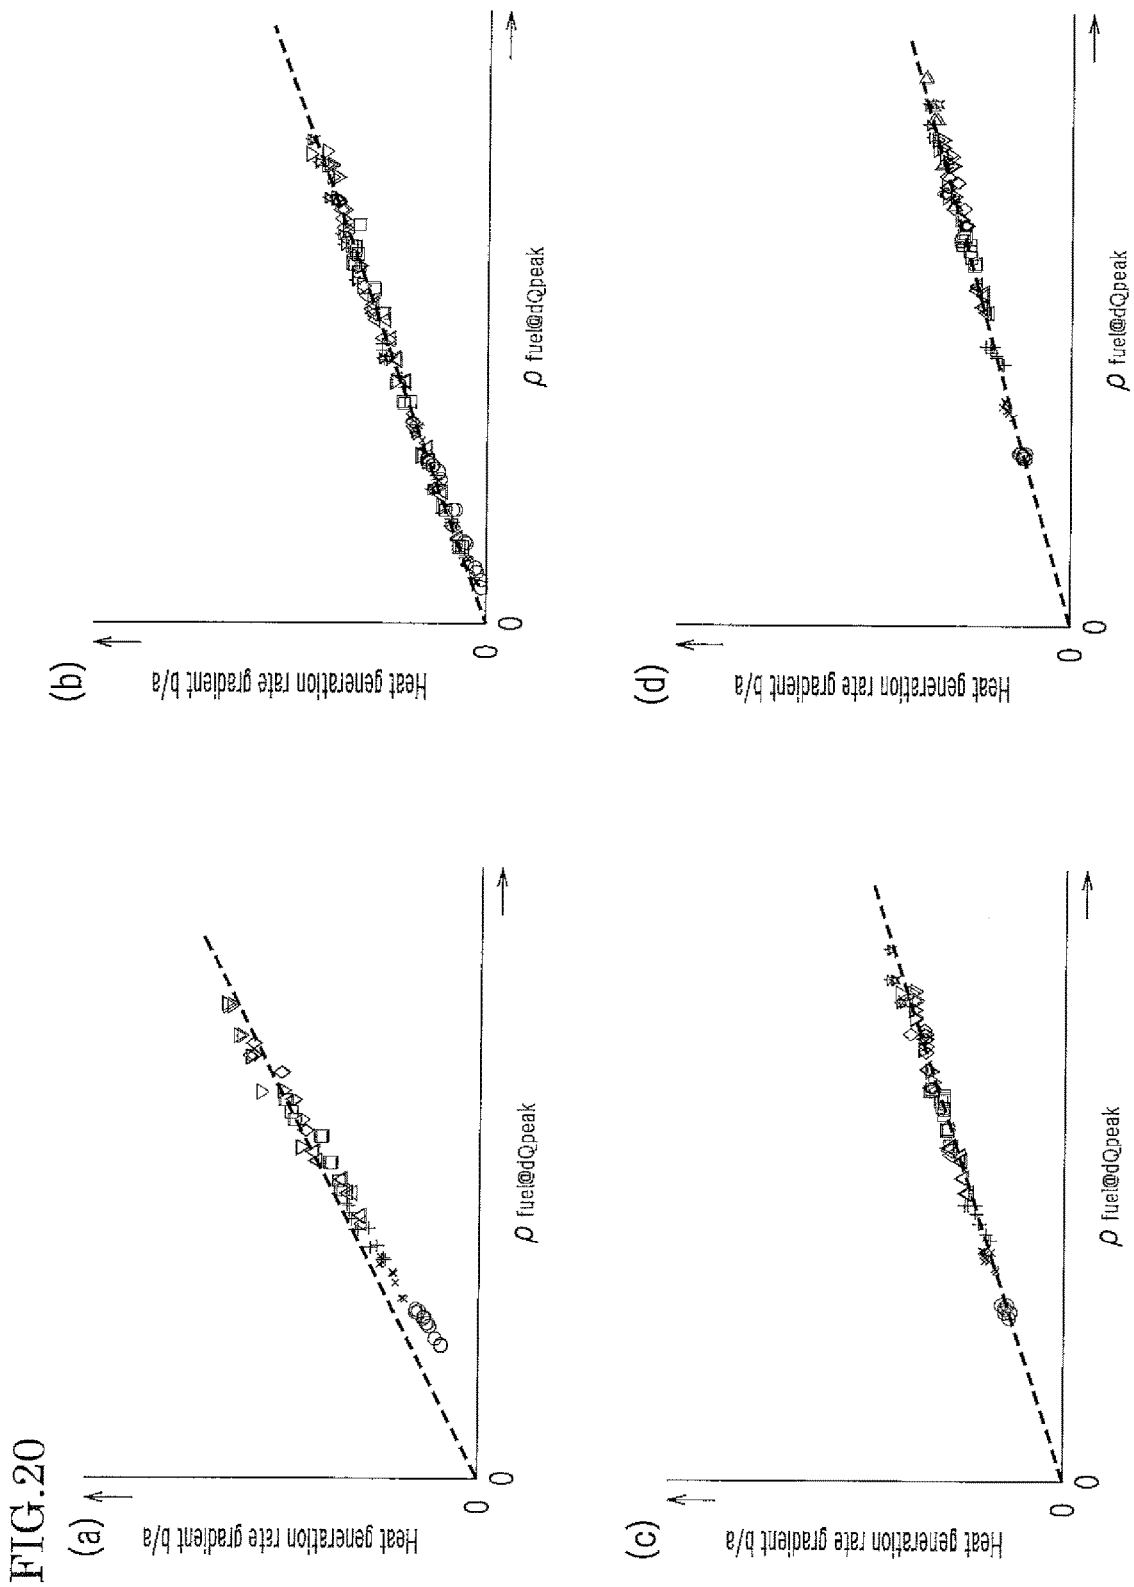 FIG.20
(a)
Heat generation rate gradient b/a
0
0
ρ fuel@dQpeak
(b)
Heat generation rate gradient b/a
0
0
ρ fuel@dQpeak
(c)
Heat generation rate gradient b/a
0
0
ρ fuel@dQpeak
(d)
Heat generation rate gradient b/a
0
0
ρ fuel@dQpeak